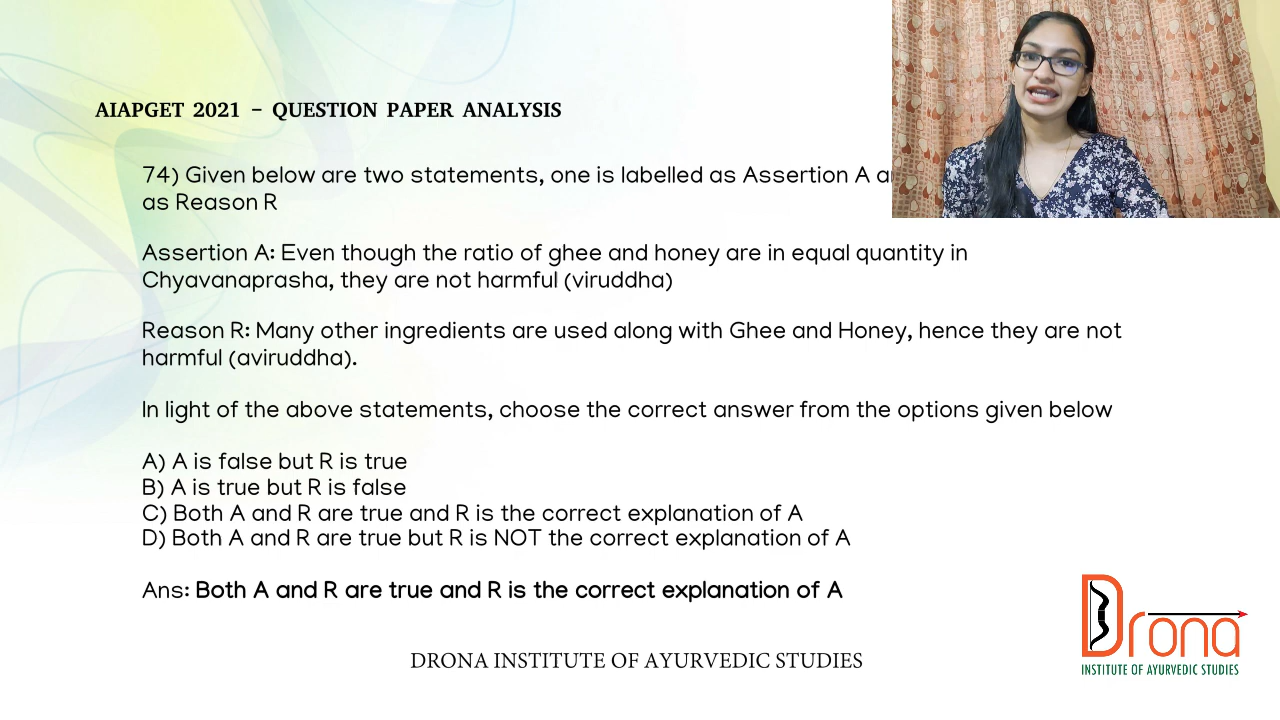 AIAPGET 2021 – QUESTION PAPER ANALYSIS
74) Given below are two statements, one is labelled as Assertion A
as Reason R
Assertion A: Even though the ratio of ghee and honey are in equal quantity in
Chyavanaprasha, they are not harmful (viruddha)
Reason R: Many other ingredients are used along with Ghee and Honey, hence they are not
harmful (aviruddha).
In light of the above statements, choose the correct answer from the options given below
A) A is false but R is true
B) A is true but R is false
C) Both A and R are true and R is the correct explanation of A
D) Both A and R are true but R is NOT the correct explanation of A
Ans: Both A and R are true and R is the correct explanation of A
DRONA INSTITUTE OF AYURVEDIC STUDIES
Drona
INSTITUTE OF AYURVEDIC STUDIES